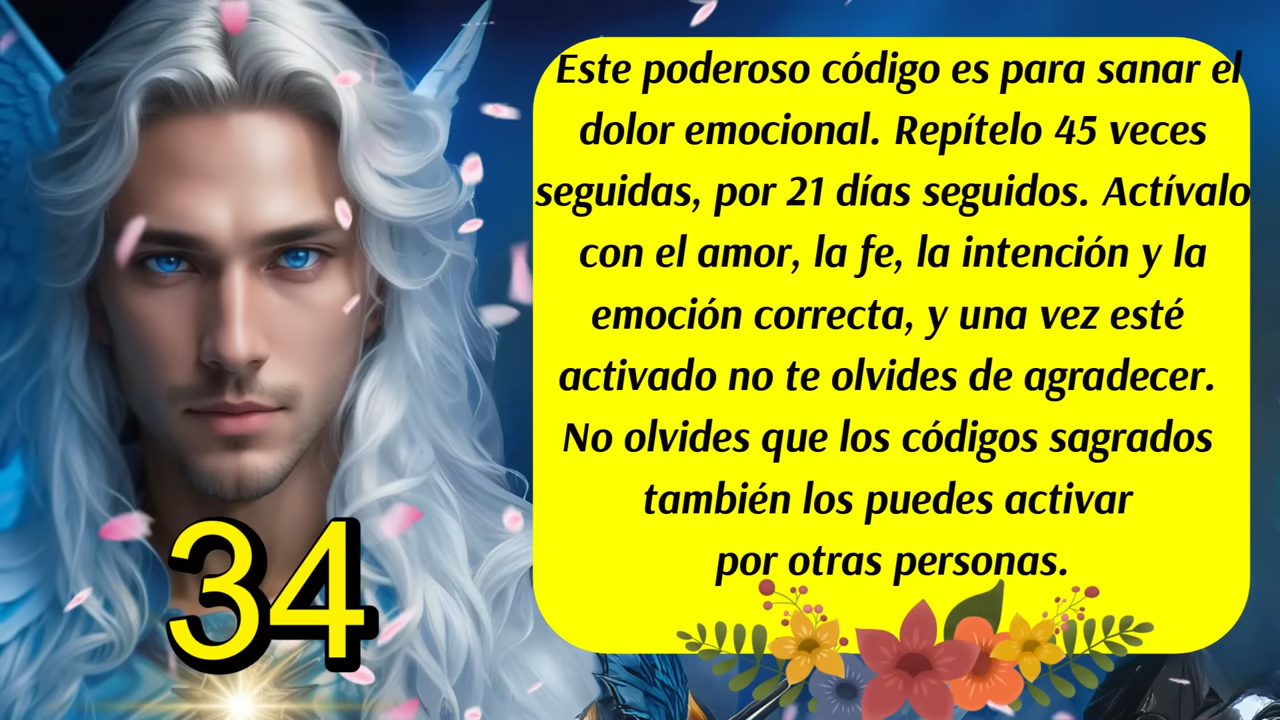 Este poderoso código es para sanar el
dolor emocional. Repítelo 45 veces
seguidas, por 21 días seguidos. Actívalo
con el amor, la fe, la intención y la
emoción correcta, y una vez esté
activado no te olvides de agradecer.
No olvides que los códigos sagrados
también los puedes activar
por otras personas.
34